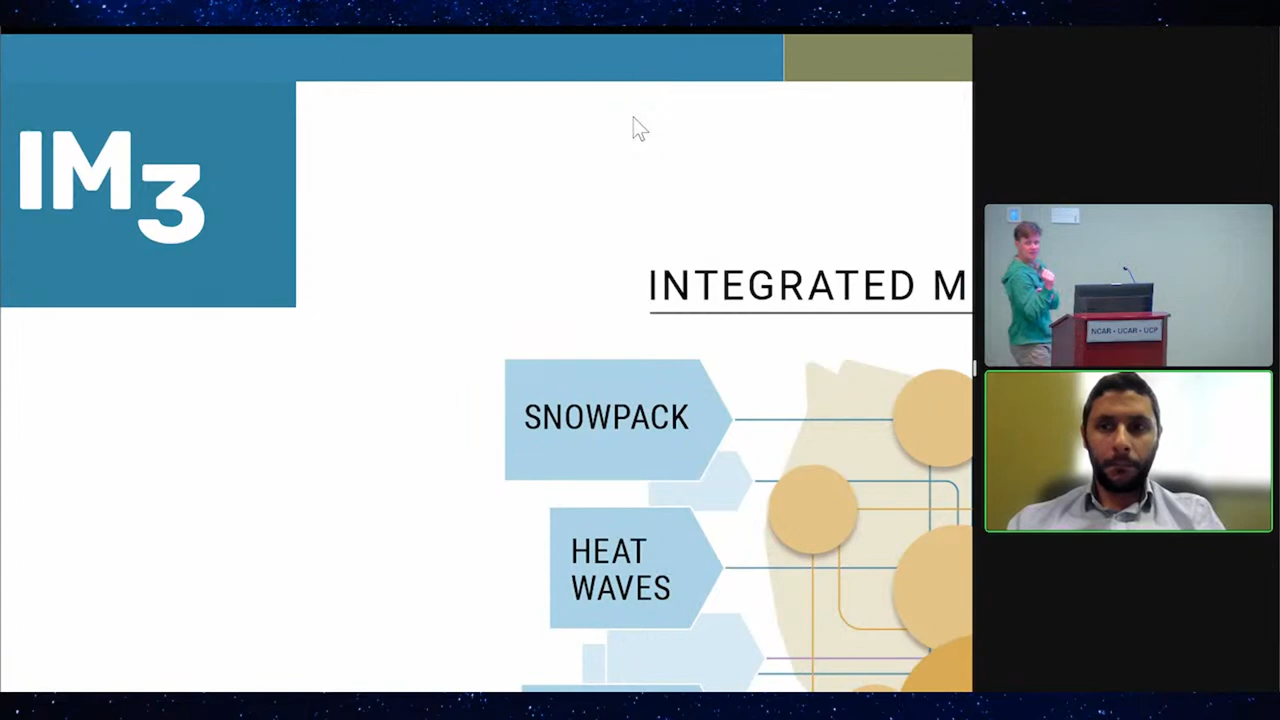 IM3
INTEGRATED M
SNOWPACK
HEAT
WAVES
NCAR • UCAR • UCP